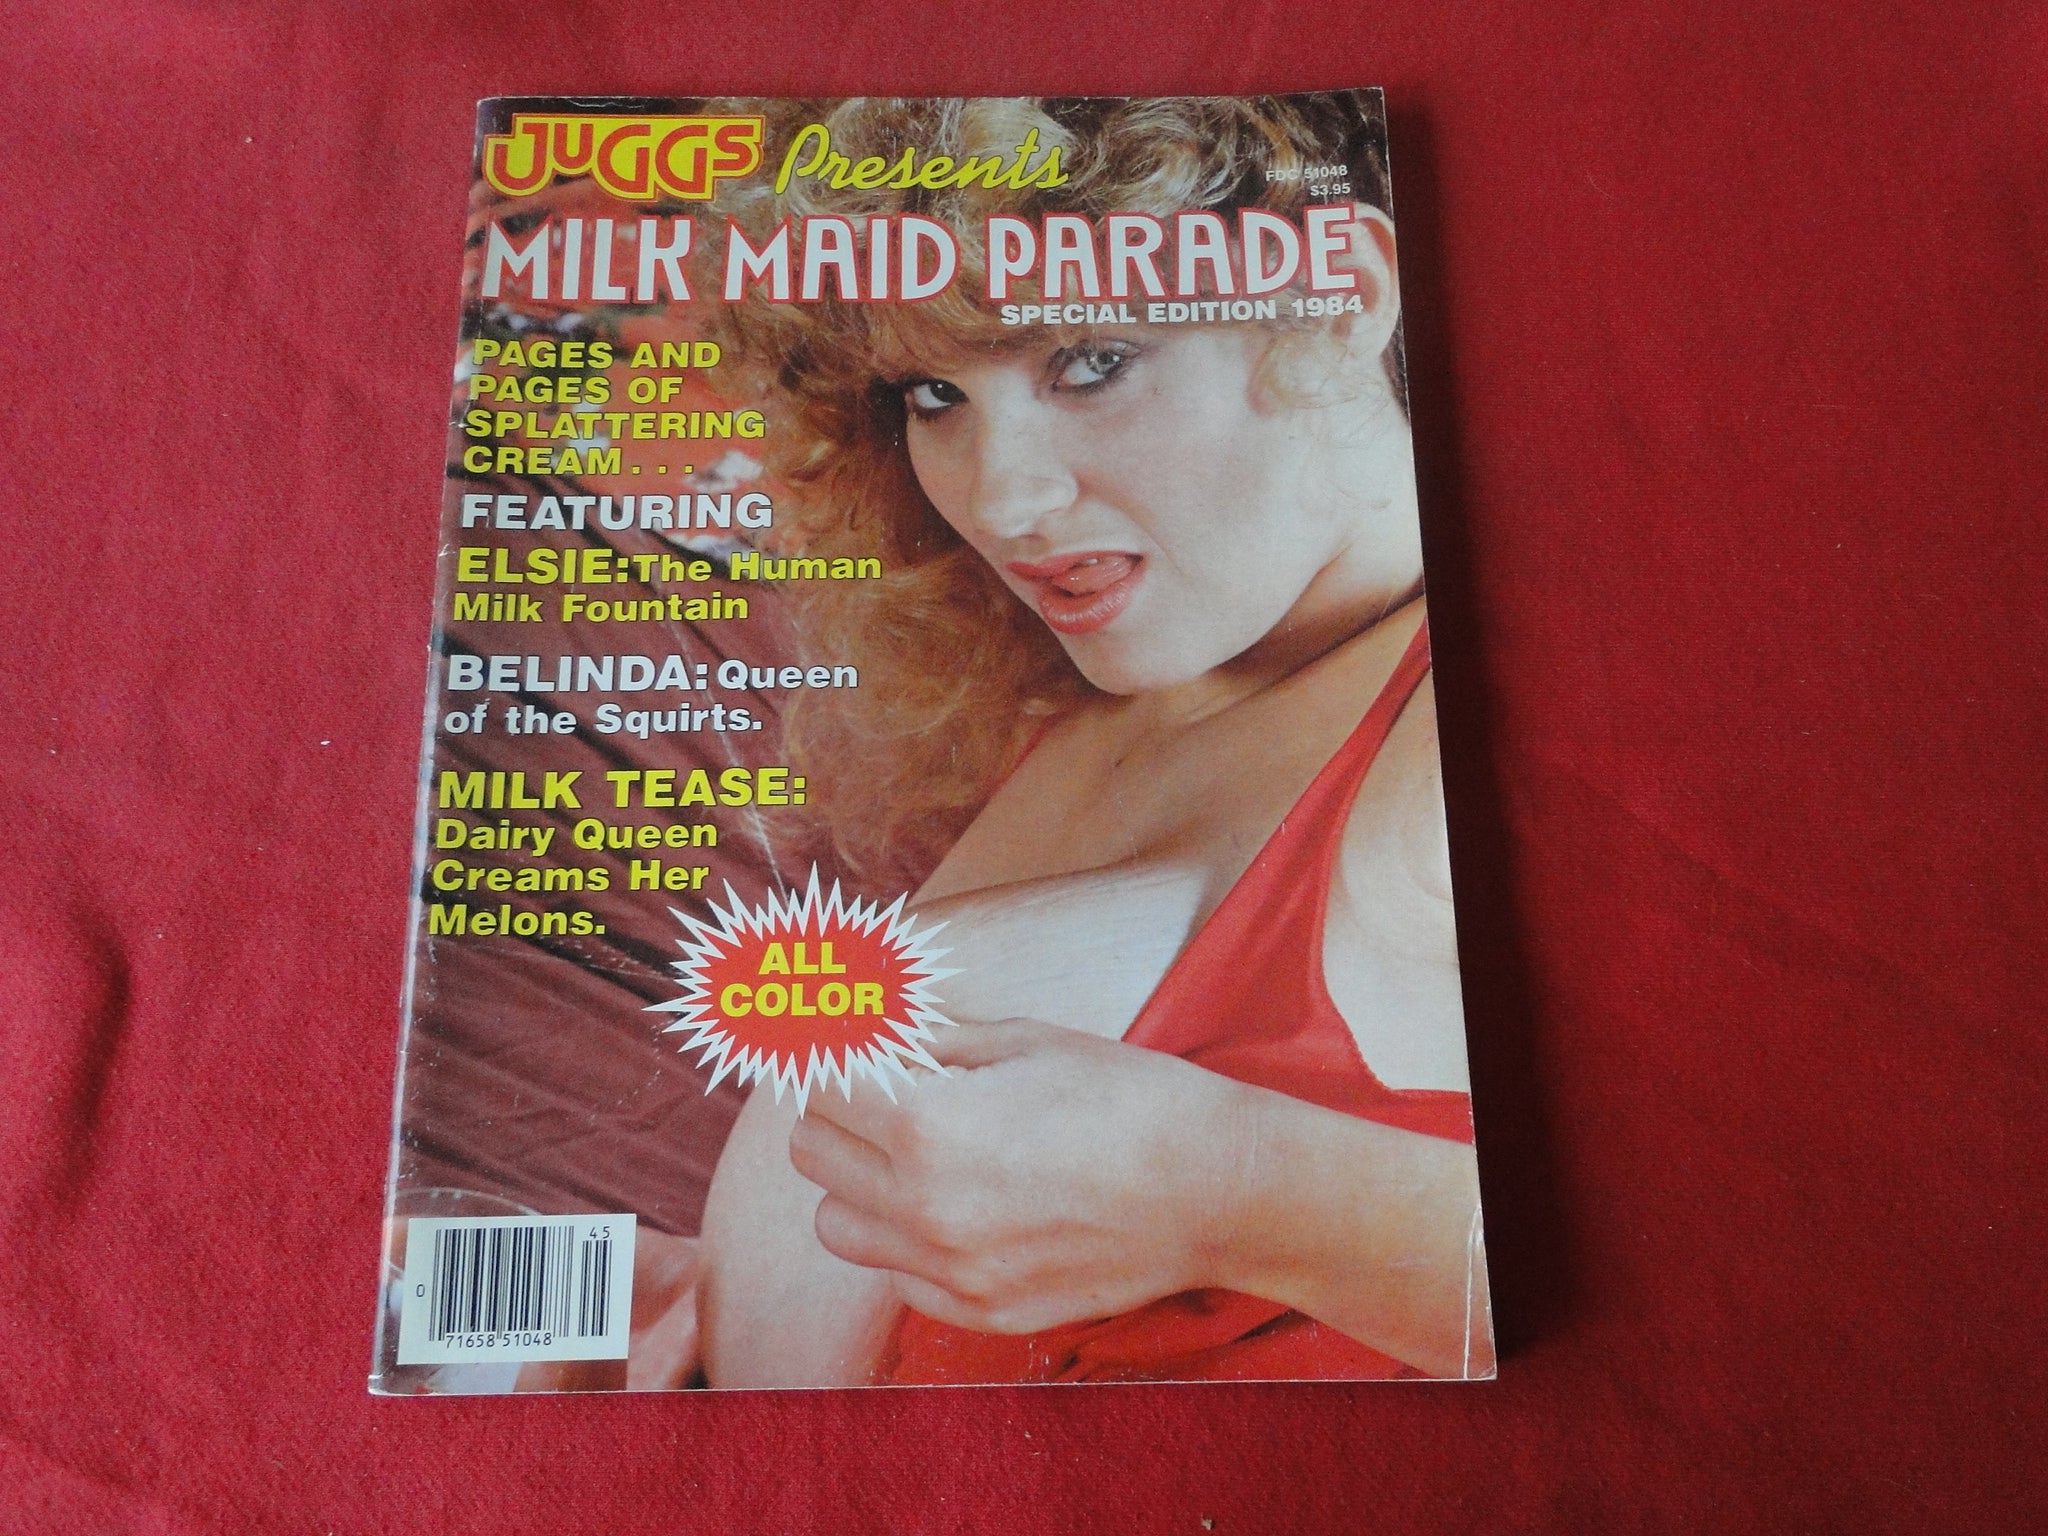 JUGGS Presents
FDC 51048
$3.95
MILK MAID PARADE
SPECIAL EDITION 1984
PAGES AND
PAGES OF
SPLATTERING
CREAM...
FEATURING
ELSIE: The Human
Milk Fountain
BELINDA: Queen
of the Squirts.
MILK TEASE:
Dairy Queen
Creams Her
Melons.
ALL
COLOR
45
0
71658 51048